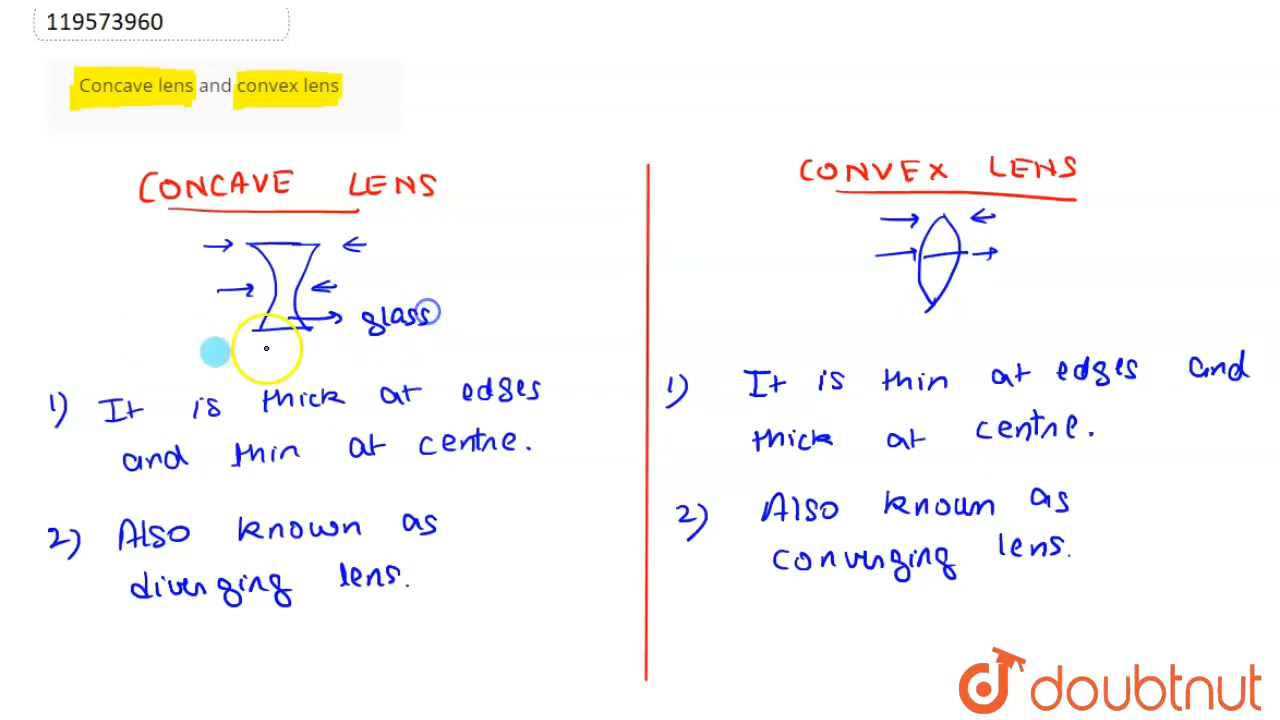 119573960
Concave lens and convex lens
CONCAVE LENS
glass
1) It is thick at edges
and thin at centre.
2) Also known as
diverging lens.
CONVEX LENS
1) It is thin at edges and
thick at centre.
2) Also known as
converging lens.
doubtnut